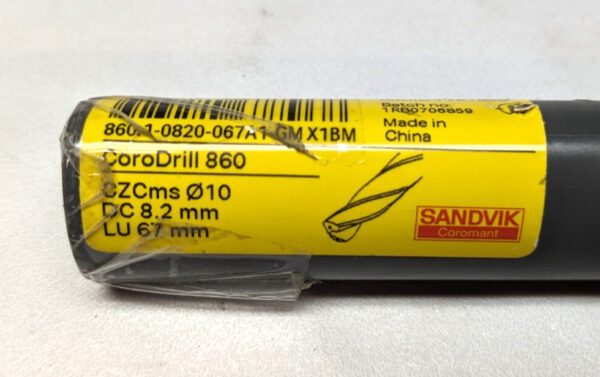 860.1-0820-067A1-GM X1BM
CoroDrill 860
CZCms Ø10
DC 8.2 mm
LU 67 mm
Batch no:
1RB0706859
Made in
China
SANDVIK
Coromant